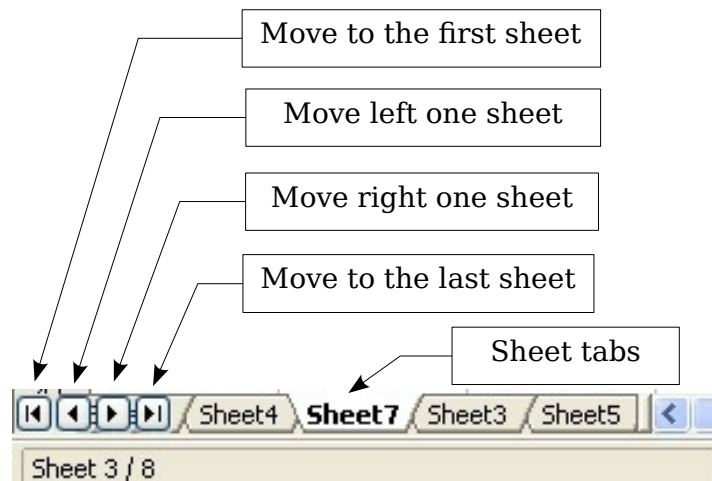 Move to the first sheet
Move left one sheet
Move right one sheet
Move to the last sheet
Sheet tabs
Sheet4 Sheet7 Sheet3 Sheet5
Sheet 3 / 8